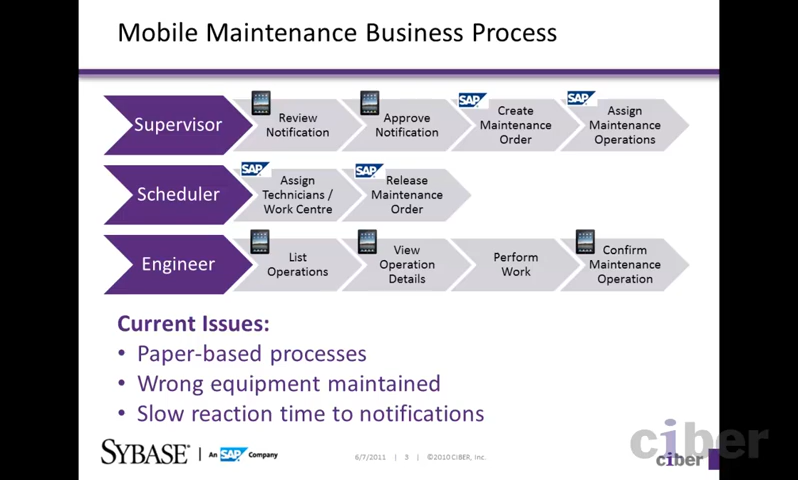 Mobile Maintenance Business Process
Supervisor
Review
Notification
Approve
Notification
SAP
Create
Maintenance
Order
SAP
Assign
Maintenance
Operations
Scheduler
SAP
Assign
Technicians /
Work Centre
SAP
Release
Maintenance
Order
Engineer
List
Operations
View
Operation
Details
Perform
Work
Confirm
Maintenance
Operation
Current Issues:
• Paper-based processes
• Wrong equipment maintained
• Slow reaction time to notifications
SYBASE | An SAP Company
6/7/2011 | 3 | ©2010 CIBER, Inc.
ciber
ciber